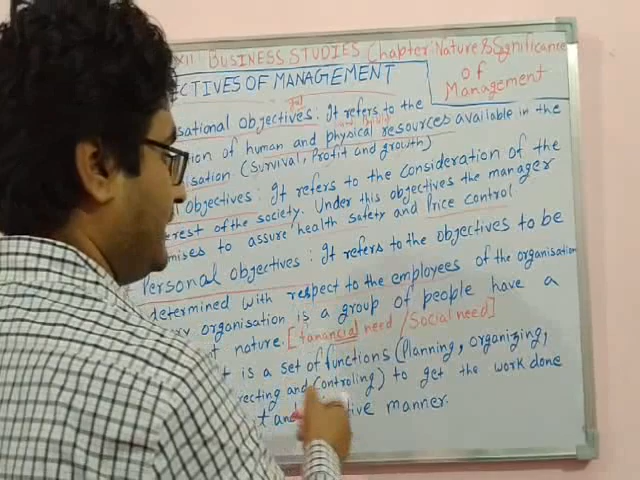 XII BUSINESS STUDIES Chapter: Nature & Significance
of
Management
ECTIVES OF MANAGEMENT
sational objectives: It refers to the
ion of human and physical resources available in the
lisation (Survival, Profit and growth)
l objectives: It refers to the consideration of the
erest of the society. Under this objectives the manager
mises to assure health safety and Price control
Personal objectives: It refers to the objectives to be
determined with respect to the employees of the organisation
organisation is a group of people have a
t nature. [fanancial need / Social need]
t is a set of functions (Planning, organizing,
recting and Controling) to get the work done
t and tive manner.